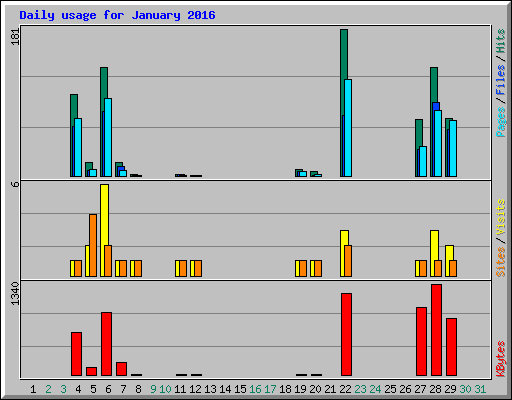 Daily usage for January 2016
181
Pages / Files / Hits
6
Sites / Visits
1340
KBytes
1 2 3 4 5 6 7 8 9 10 11 12 13 14 15 16 17 18 19 20 21 22 23 24 25 26 27 28 29 30 31